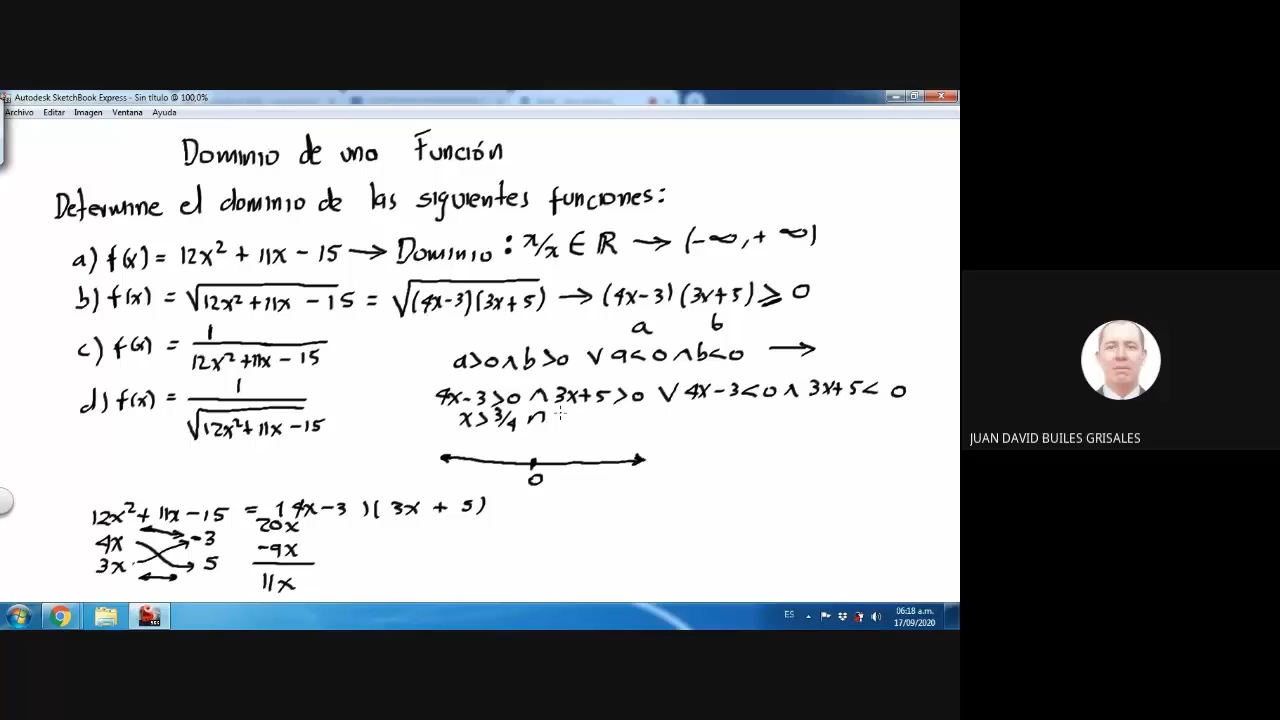 Autodesk SketchBook Express - Sin título @ 100,0%
Archivo Editar Imagen Ventana Ayuda
Dominio de una Función
Determine el dominio de las siguientes funciones:
a) f(x) = 12x² + 11x - 15 → Dominio : x/x ∈ ℝ → (-∞, + ∞)
b) f(x) = √(12x² + 11x - 15) = √((4x-3)(3x+5)) → (4x-3)(3x+5) ≥ 0
a b
c) f(x) = 1/(12x² + 11x - 15)
a>0 ∧ b>0 ∨ a<0 ∧ b<0 →
d) f(x) = 1/√(12x² + 11x - 15)
4x-3>0 ∧ 3x+5>0 ∨ 4x-3<0 ∧ 3x+5<0
x>3/4 ∧
0
12x² + 11x - 15 = (4x-3)(3x + 5)
4x -3 20x
3x 5 -9x
11x
JUAN DAVID BUILES GRISALES
ES 06:18 a.m.
17/09/2020